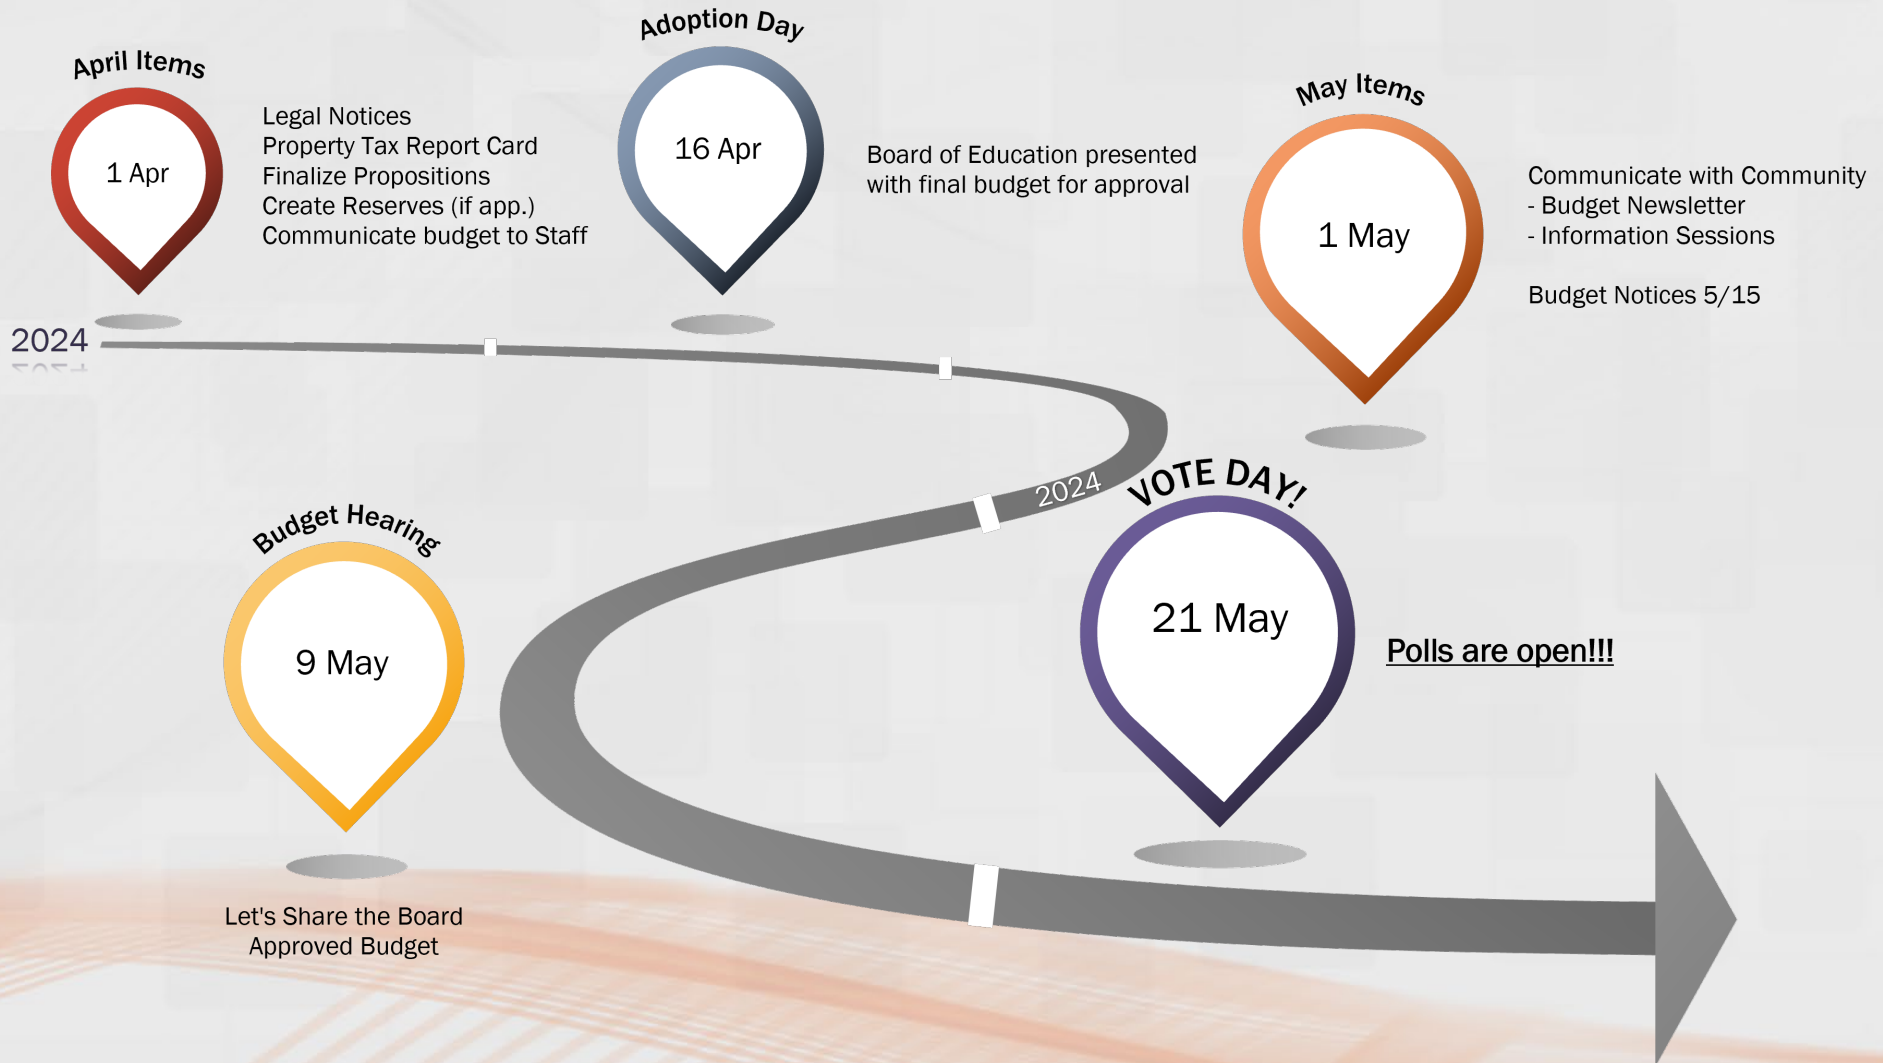 April Items
1 Apr
Legal Notices
Property Tax Report Card
Finalize Propositions
Create Reserves (if app.)
Communicate budget to Staff
Adoption Day
16 Apr
Board of Education presented
with final budget for approval
May Items
1 May
Communicate with Community
- Budget Newsletter
- Information Sessions
Budget Notices 5/15
2024
2024
Budget Hearing
9 May
Let's Share the Board
Approved Budget
VOTE DAY!
21 May
Polls are open!!!